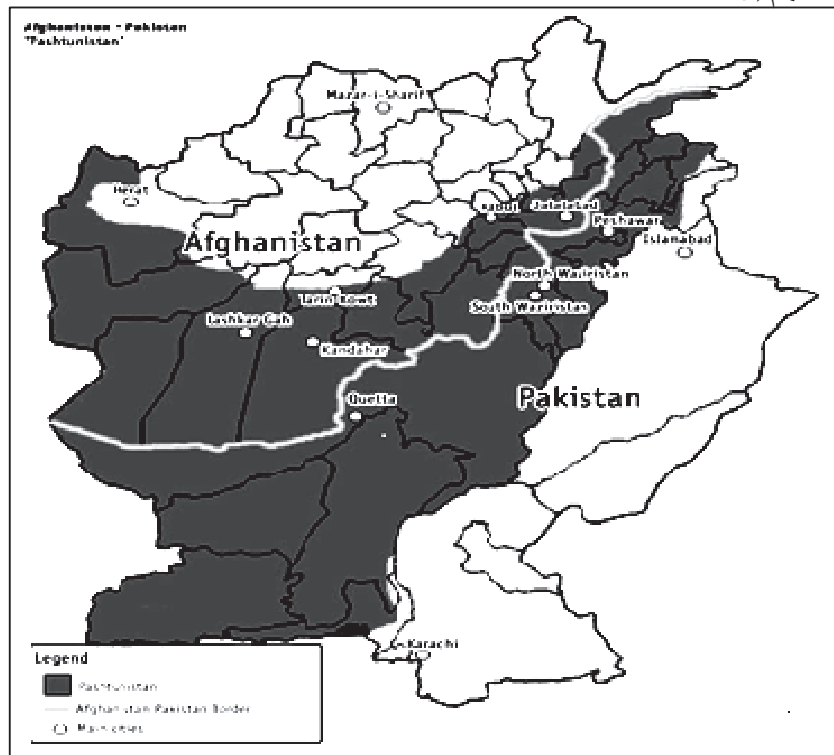 Afghanistan - Pakistan
"Pashtunistan"
Mazar-i-Sharif
Herat
Kabul
Jalalabad
Peshawar
Islamabad
Afghanistan
North Waziristan
South Waziristan
Tarin Kowt
Lashkar Gah
Kandahar
Quetta
Pakistan
Karachi
Legend
Pashtunistan
Afghanistan Pakistan Border
Main cities